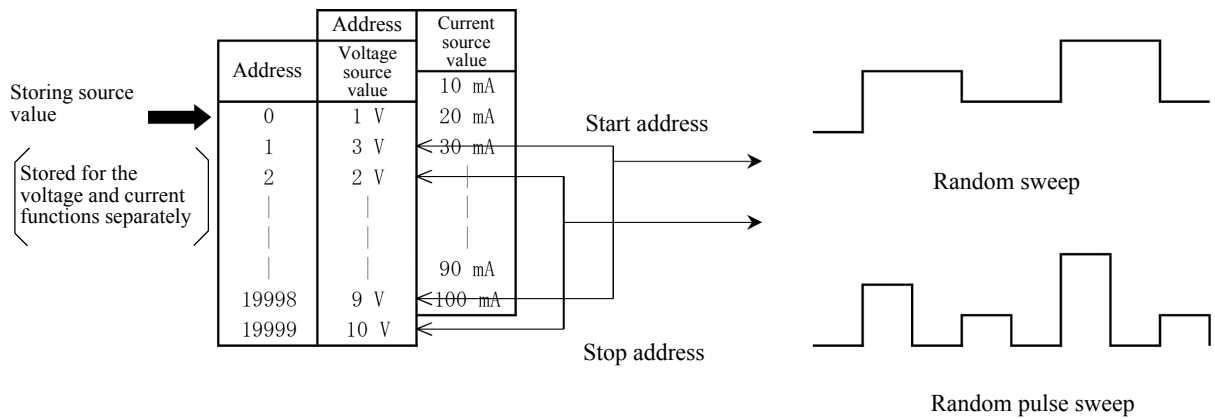 Address
Current
source
value
Address
Voltage
source
value
10 mA
Storing source
value
0 1 V 20 mA
1 3 V 30 mA
2 2 V
Stored for the
voltage and current
functions separately
90 mA
19998 9 V 100 mA
19999 10 V
Start address
Stop address
Random sweep
Random pulse sweep